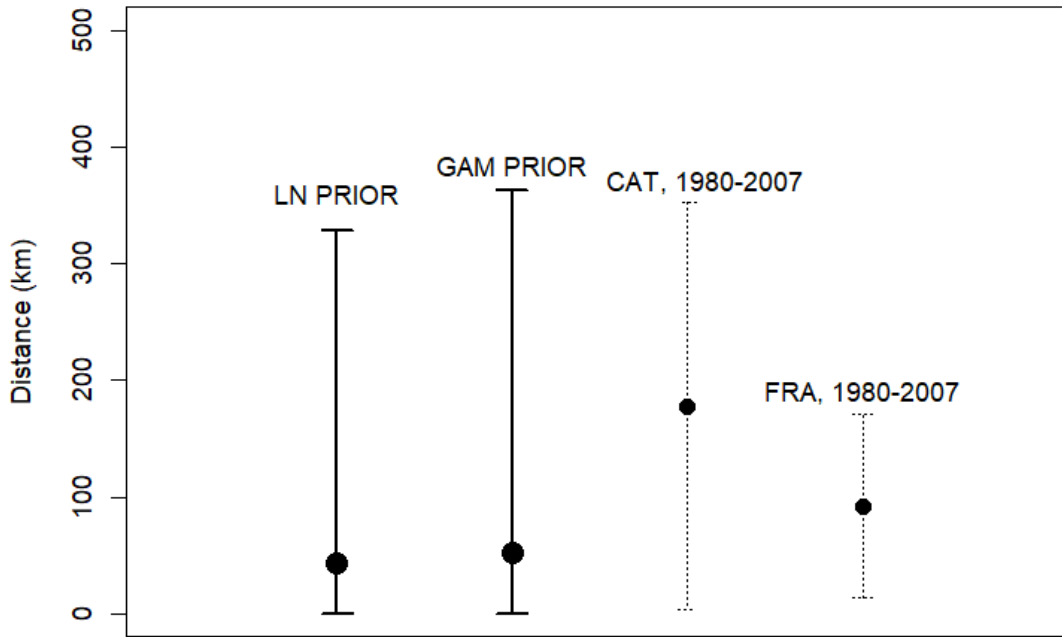 500
400
300
200
100
0
Distance (km)
LN PRIOR
GAM PRIOR
CAT, 1980-2007
FRA, 1980-2007